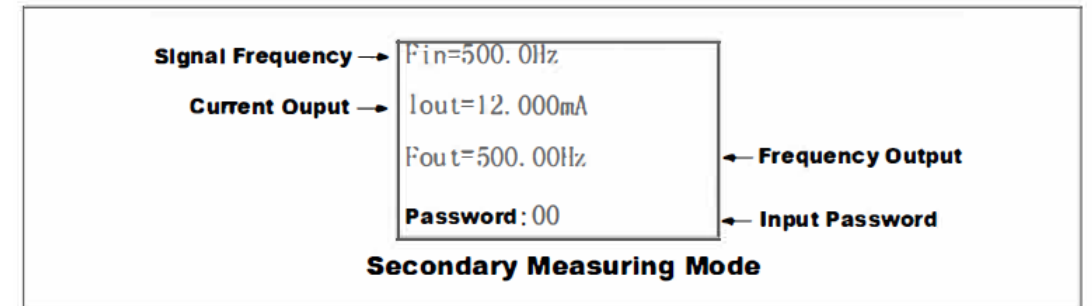 Signal Frequency Fin=500.0Hz
Current Ouput Iout=12.000mA
Fout=500.00Hz Frequency Output
Password:00 Input Password
Secondary Measuring Mode